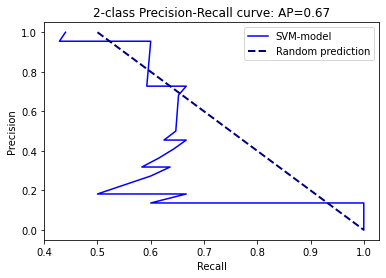 2-class Precision-Recall curve: AP=0.67
SVM-model
Random prediction
Precision
1.0
0.8
0.6
0.4
0.2
0.0
0.4 0.5 0.6 0.7 0.8 0.9 1.0
Recall